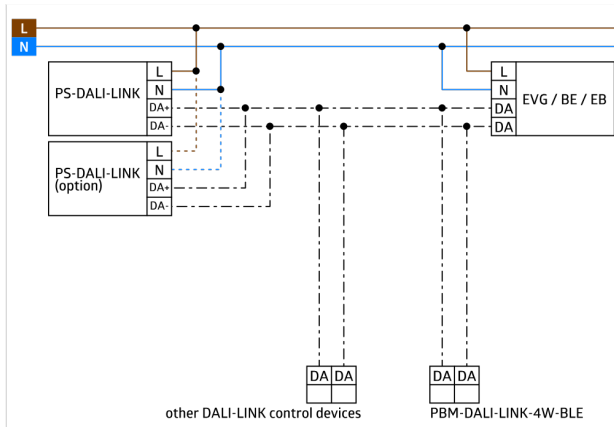 L
N
PS-DALI-LINK
L
N
DA+
DA-
L
N
DA
DA
EVG / BE / EB
PS-DALI-LINK
(option)
L
N
DA+
DA-
DA DA
DA DA
other DALI-LINK control devices
PBM-DALI-LINK-4W-BLE